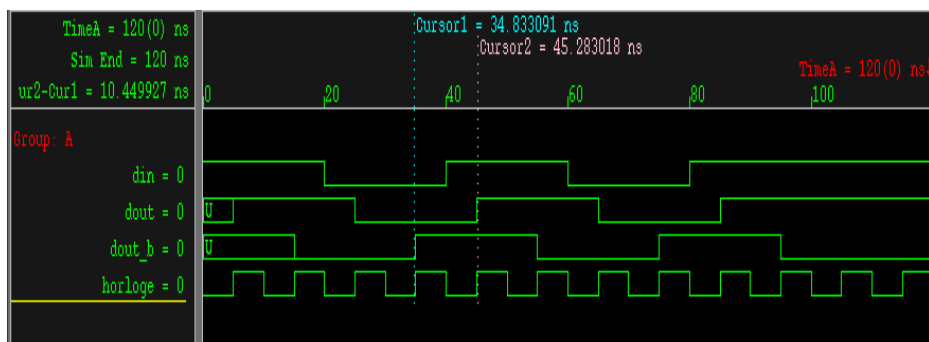 TimeA = 120(0) ns
Sim End = 120 ns
ur2-Cur1 = 10.449927 ns
Cursor1 = 34.833091 ns
Cursor2 = 45.283018 ns
TimeA = 120(0) ns
0 20 40 60 80 100
Group: A
din = 0
dout = 0
U
dout_b = 0
U
horloge = 0